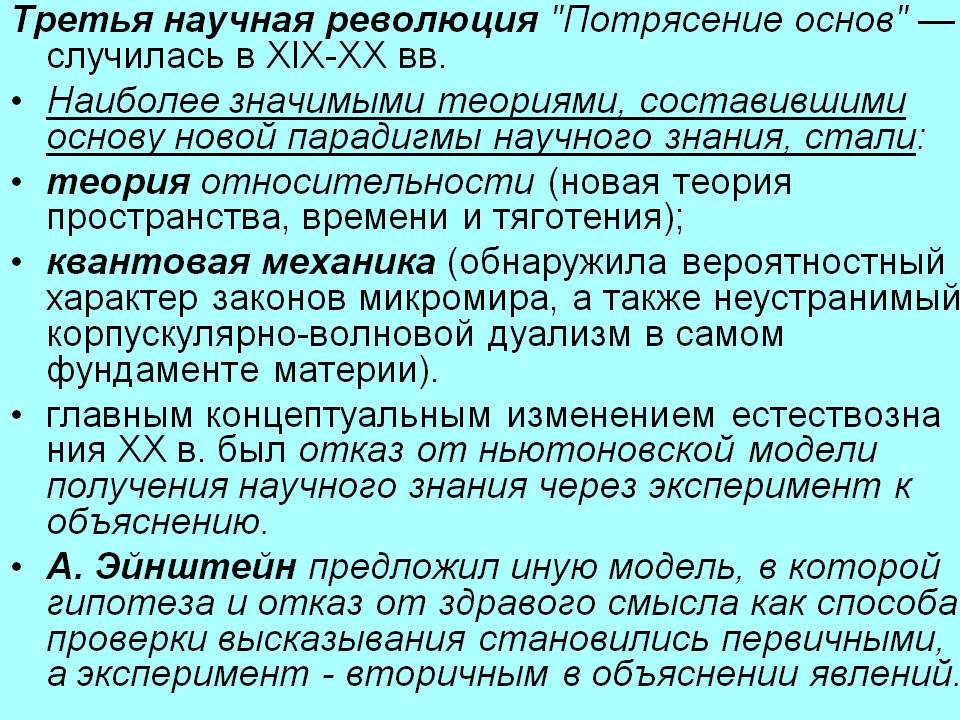 Третья научная революция "Потрясение основ" —
случилась в XIX-XX вв.
• Наиболее значимыми теориями, составившими
основу новой парадигмы научного знания, стали:
• теория относительности (новая теория
пространства, времени и тяготения);
• квантовая механика (обнаружила вероятностный
характер законов микромира, а также неустранимый
корпускулярно-волновой дуализм в самом
фундаменте материи).
• главным концептуальным изменением естествозна
ния XX в. был отказ от ньютоновской модели
получения научного знания через эксперимент к
объяснению.
• А. Эйнштейн предложил иную модель, в которой
гипотеза и отказ от здравого смысла как способа
проверки высказывания становились первичными,
а эксперимент - вторичным в объяснении явлений.